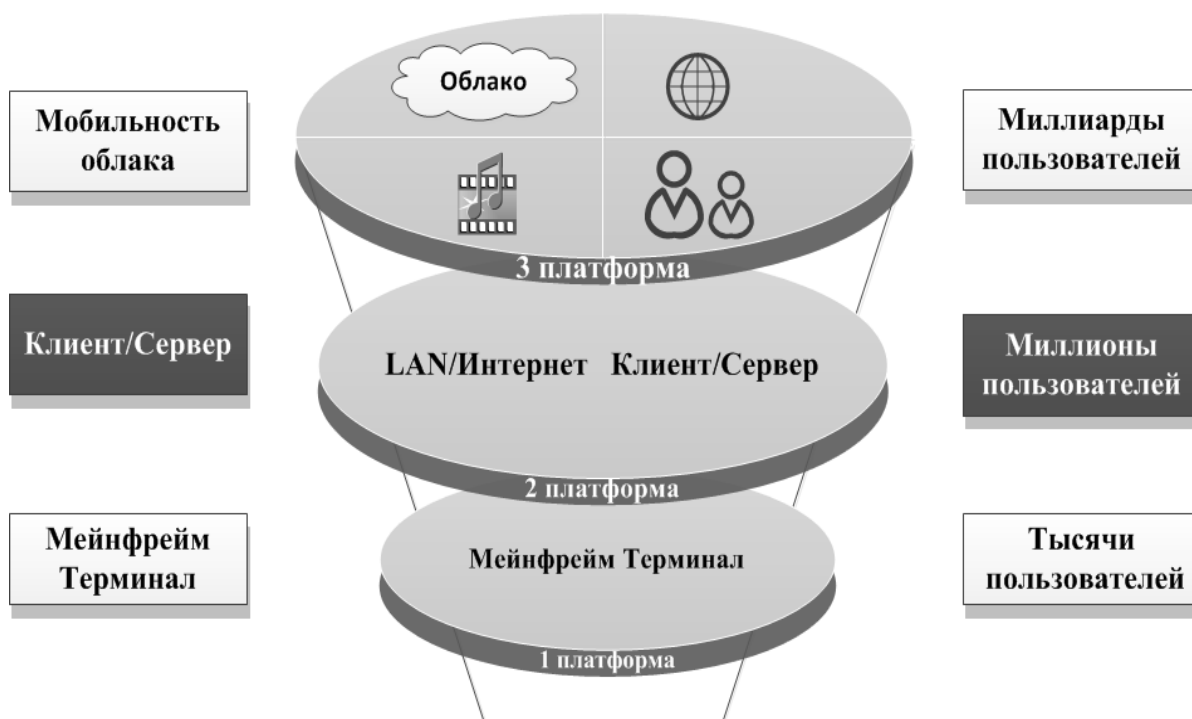 Облако
Мобильность
облака
Миллиарды
пользователей
3 платформа
Клиент/Сервер
LAN/Интернет Клиент/Сервер
Миллионы
пользователей
2 платформа
Мейнфрейм
Терминал
Мейнфрейм Терминал
Тысячи
пользователей
1 платформа